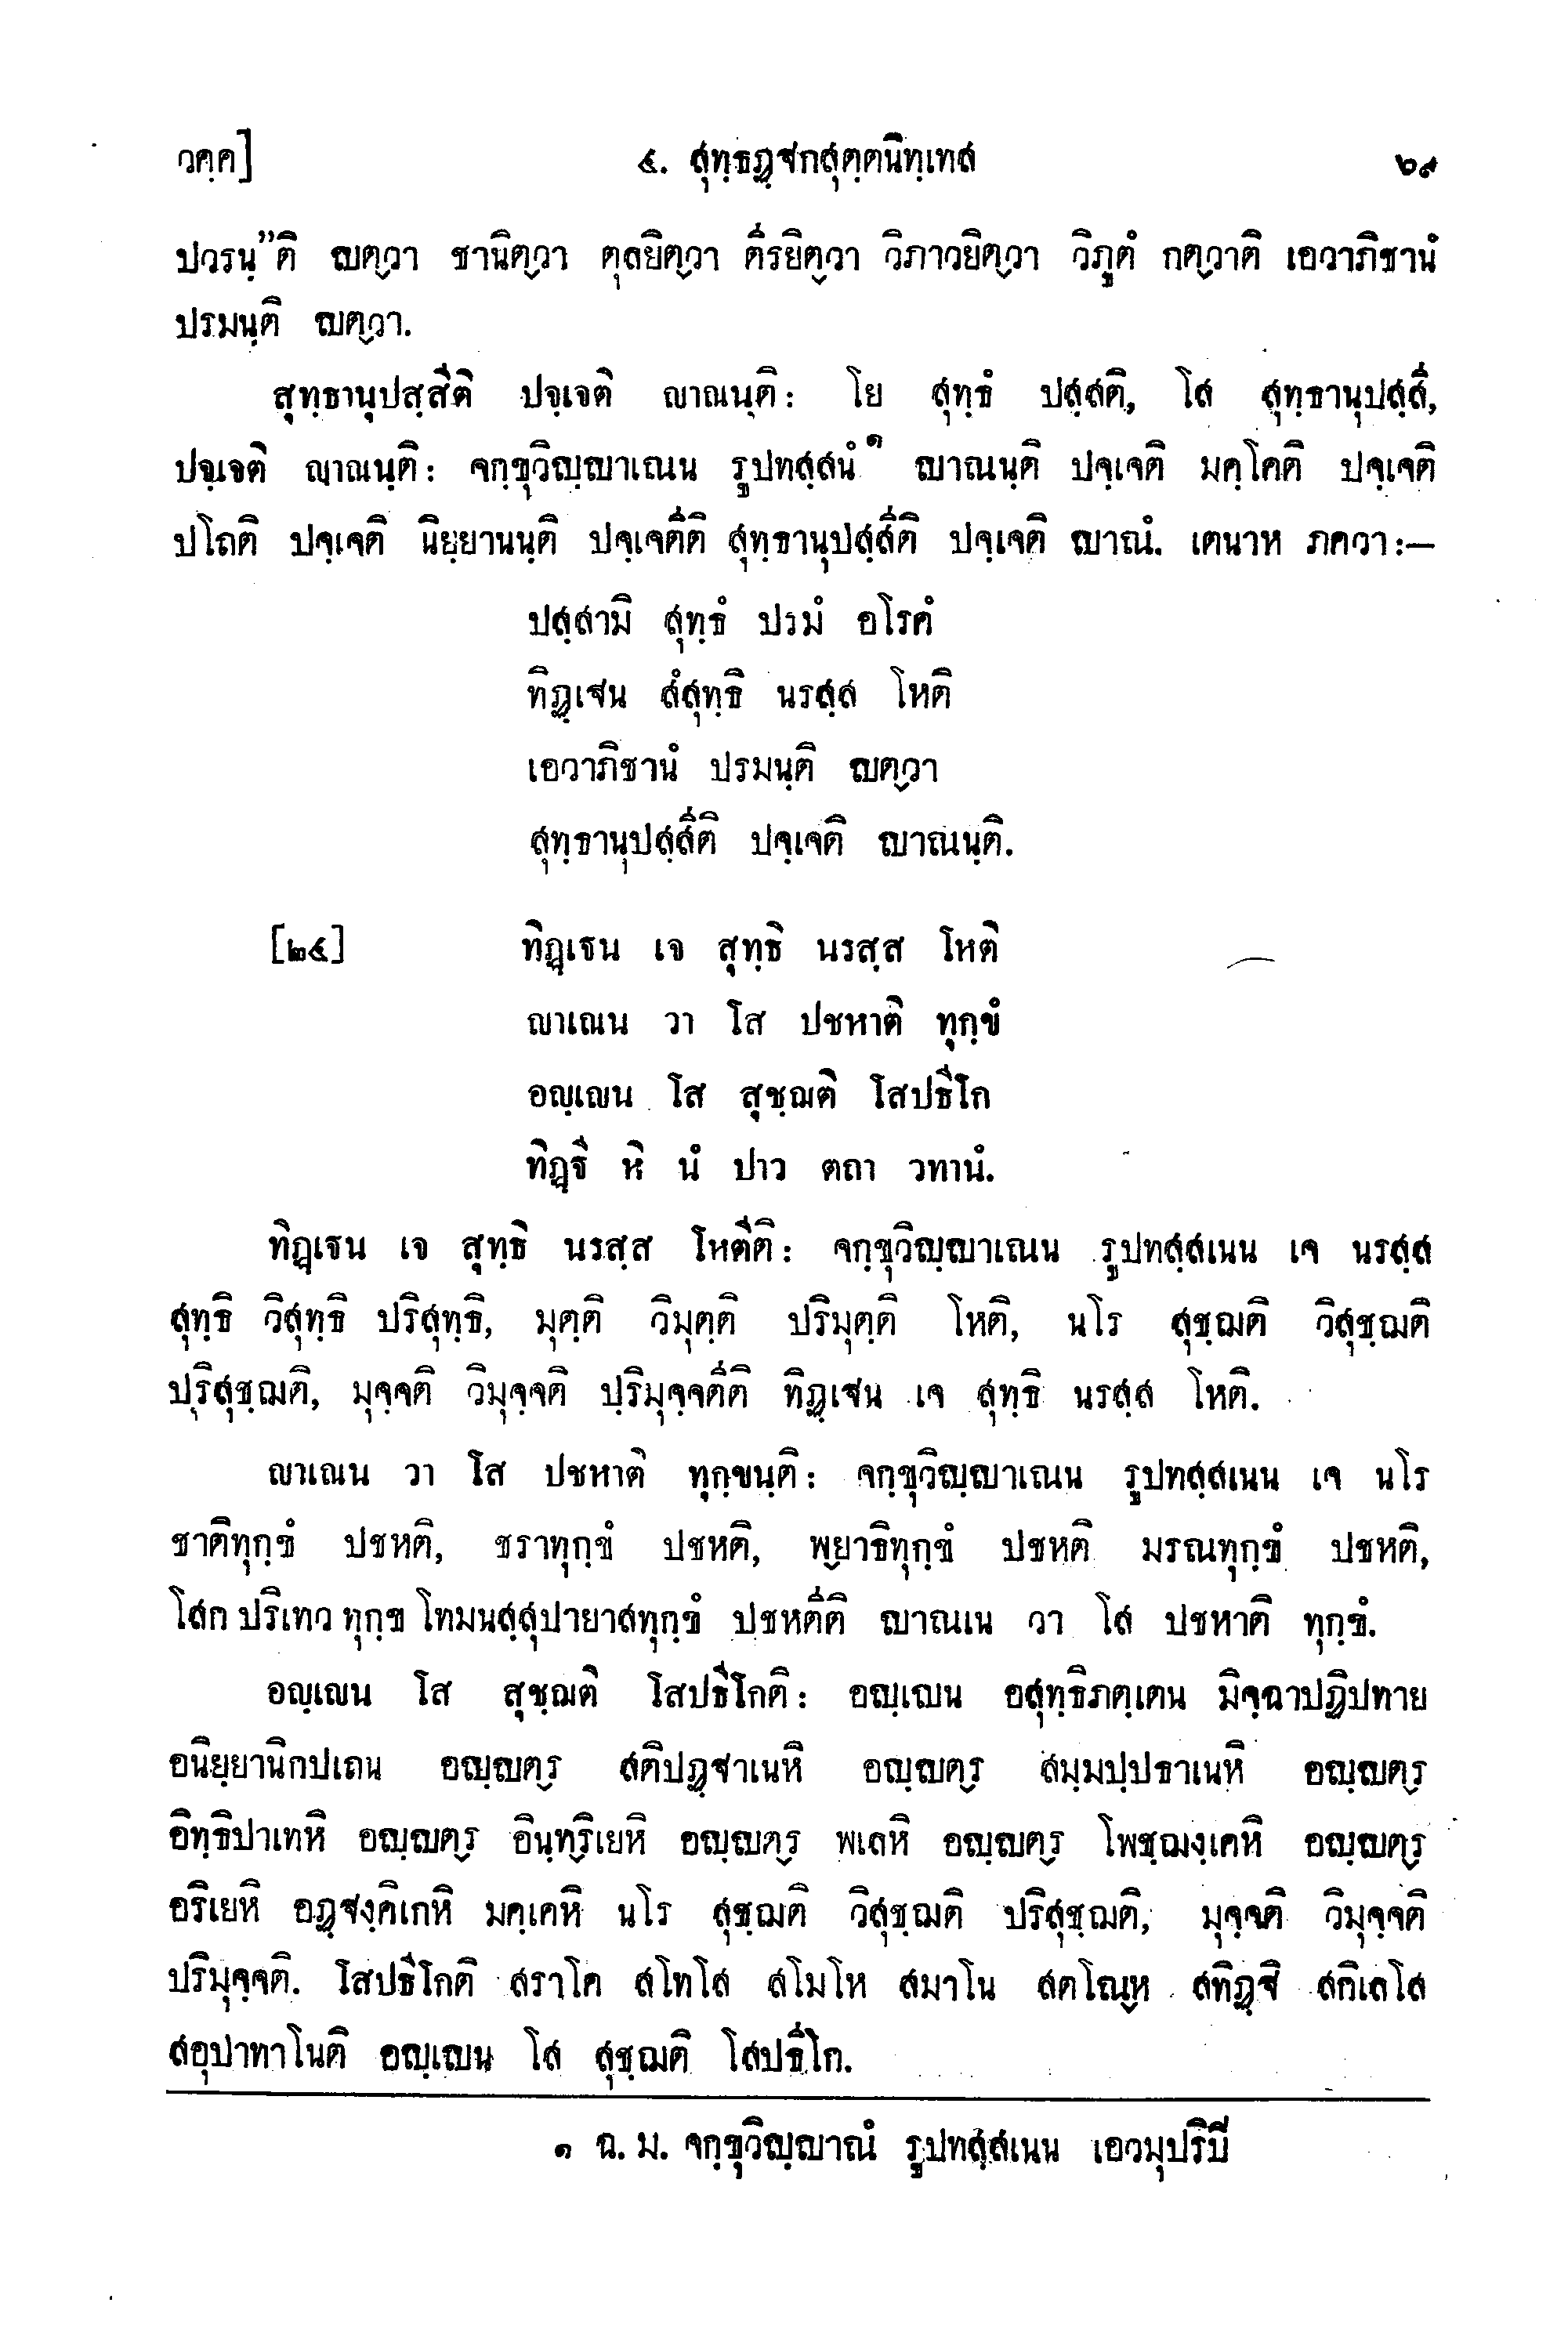 วคฺค]
๔. สุทฺธฏฺฐกสุตฺตนิทฺเทส
๖๙
ปวรนฺ”ติ ญตฺวา ชานิตฺวา ตุลยิตฺวา ตีรยิตฺวา วิภาวยิตฺวา วิภูตํ กตฺวาติ เอวาภิชานํ
ปรมนฺติ ญตฺวา.
สุทฺธานุปสฺสีติ ปจฺเจติ ญาณนฺติ: โย สุทฺธํ ปสฺสติ, โส สุทฺธานุปสฺสี,
ปจฺเจติ ญาณนฺติ: จกฺขุวิญฺญาเณน รูปทสฺสนํ๑ ญาณนฺติ ปจฺเจติ มคฺโคติ ปจฺเจติ
ปโถติ ปจฺเจติ นิยฺยานนฺติ ปจฺเจตีติ สุทฺธานุปสฺสีติ ปจฺเจติ ญาณํ. เตนาห ภควา:—
ปสฺสามิ สุทฺธํ ปรมํ อโรคํ
ทิฏฺเฐน สํสุทฺธิ นรสฺส โหติ
เอวาภิชานํ ปรมนฺติ ญตฺวา
สุทฺธานุปสฺสีติ ปจฺเจติ ญาณนฺติ.
[๒๕] ทิฏฺเฐน เจ สุทฺธิ นรสฺส โหติ
ญาเณน วา โส ปชหาติ ทุกฺขํ
อญฺเญน โส สุชฺฌติ โสปธีโก
ทิฏฺฐี หิ นํ ปาว ตถา วทานํ.
ทิฏฺเฐน เจ สุทฺธิ นรสฺส โหตีติ: จกฺขุวิญฺญาเณน รูปทสฺสเนน เจ นรสฺส
สุทฺธิ วิสุทฺธิ ปริสุทฺธิ, มุตฺติ วิมุตฺติ ปริมุตฺติ โหติ, นโร สุชฺฌติ วิสุชฺฌติ
ปริสุชฺฌติ, มุจฺจติ วิมุจฺจติ ปริมุจฺจตีติ ทิฏฺเฐน เจ สุทฺธิ นรสฺส โหติ.
ญาเณน วา โส ปชหาติ ทุกฺขนฺติ: จกฺขุวิญฺญาเณน รูปทสฺสเนน เจ นโร
ชาติทุกฺขํ ปชหติ, ชราทุกฺขํ ปชหติ, พฺยาธิทุกฺขํ ปชหติ มรณทุกฺขํ ปชหติ,
โสก ปริเทว ทุกฺข โทมนสฺสุปายาสทุกฺขํ ปชหตีติ ญาณเน วา โส ปชหาติ ทุกฺขํ.
อญฺเญน โส สุชฺฌติ โสปธีโกติ: อญฺเญน อสุทฺธิภตฺเตน มิจฺฉาปฏิปทาย
อนิยฺยานิกปเถน อญฺญตฺร สติปฏฺฐาเนหิ อญฺญตฺร สมฺมปฺปธาเนหิ อญฺญตฺร
อิทฺธิปาเทหิ อญฺญตฺร อินฺทฺริเยหิ อญฺญตฺร พเลหิ อญฺญตฺร โพชฺฌงฺเคหิ อญฺญตฺร
อริเยหิ อฏฺฐงฺคิเกหิ มคฺเคหิ นโร สุชฺฌติ วิสุชฺฌติ ปริสุชฺฌติ, มุจฺจติ วิมุจฺจติ
ปริมุจฺจติ. โสปธีโกติ สราโค สโทโส สโมโห สมาโน สตโณฺห สทิฏฺฐิ สกิเลโส
สอุปาทาโนติ อญฺเญน โส สุชฺฌติ โสปธีโก.
๑ ฉ. ม. จกฺขุวิญฺญาณํ รูปทสฺสเนน เอวมุปริปี